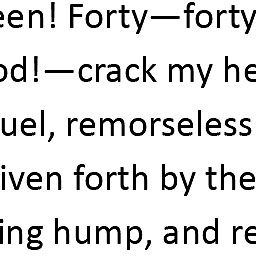 een! Forty—forty
od!—crack my he
uel, remorseless
iven forth by the
ing hump, and re